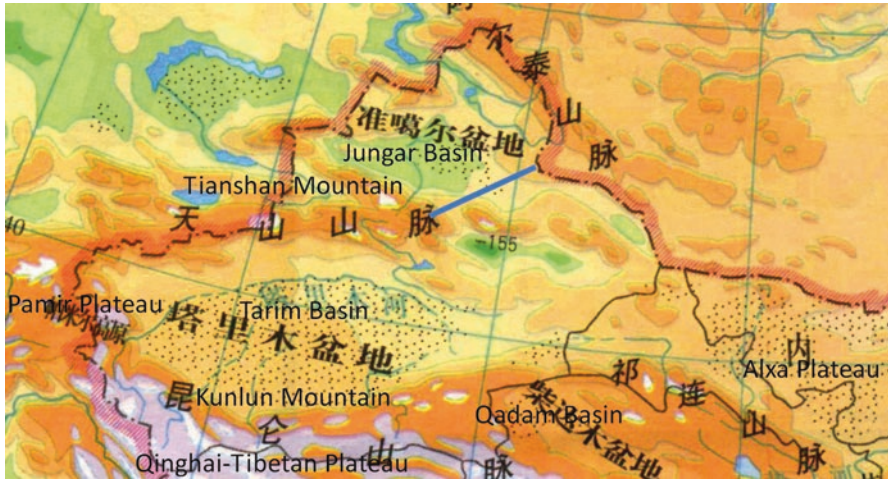 尔泰山脉
准噶尔盆地
Jungar Basin
Tianshan Mountain
天山山脉
40
-155
Pamir Plateau
Tarim Basin
塔里木盆地
内
Alxa Plateau
祁连山脉
Kunlun Mountain
昆仑山脉
Qadam Basin
柴达木盆地
Qinghai-Tibetan Plateau